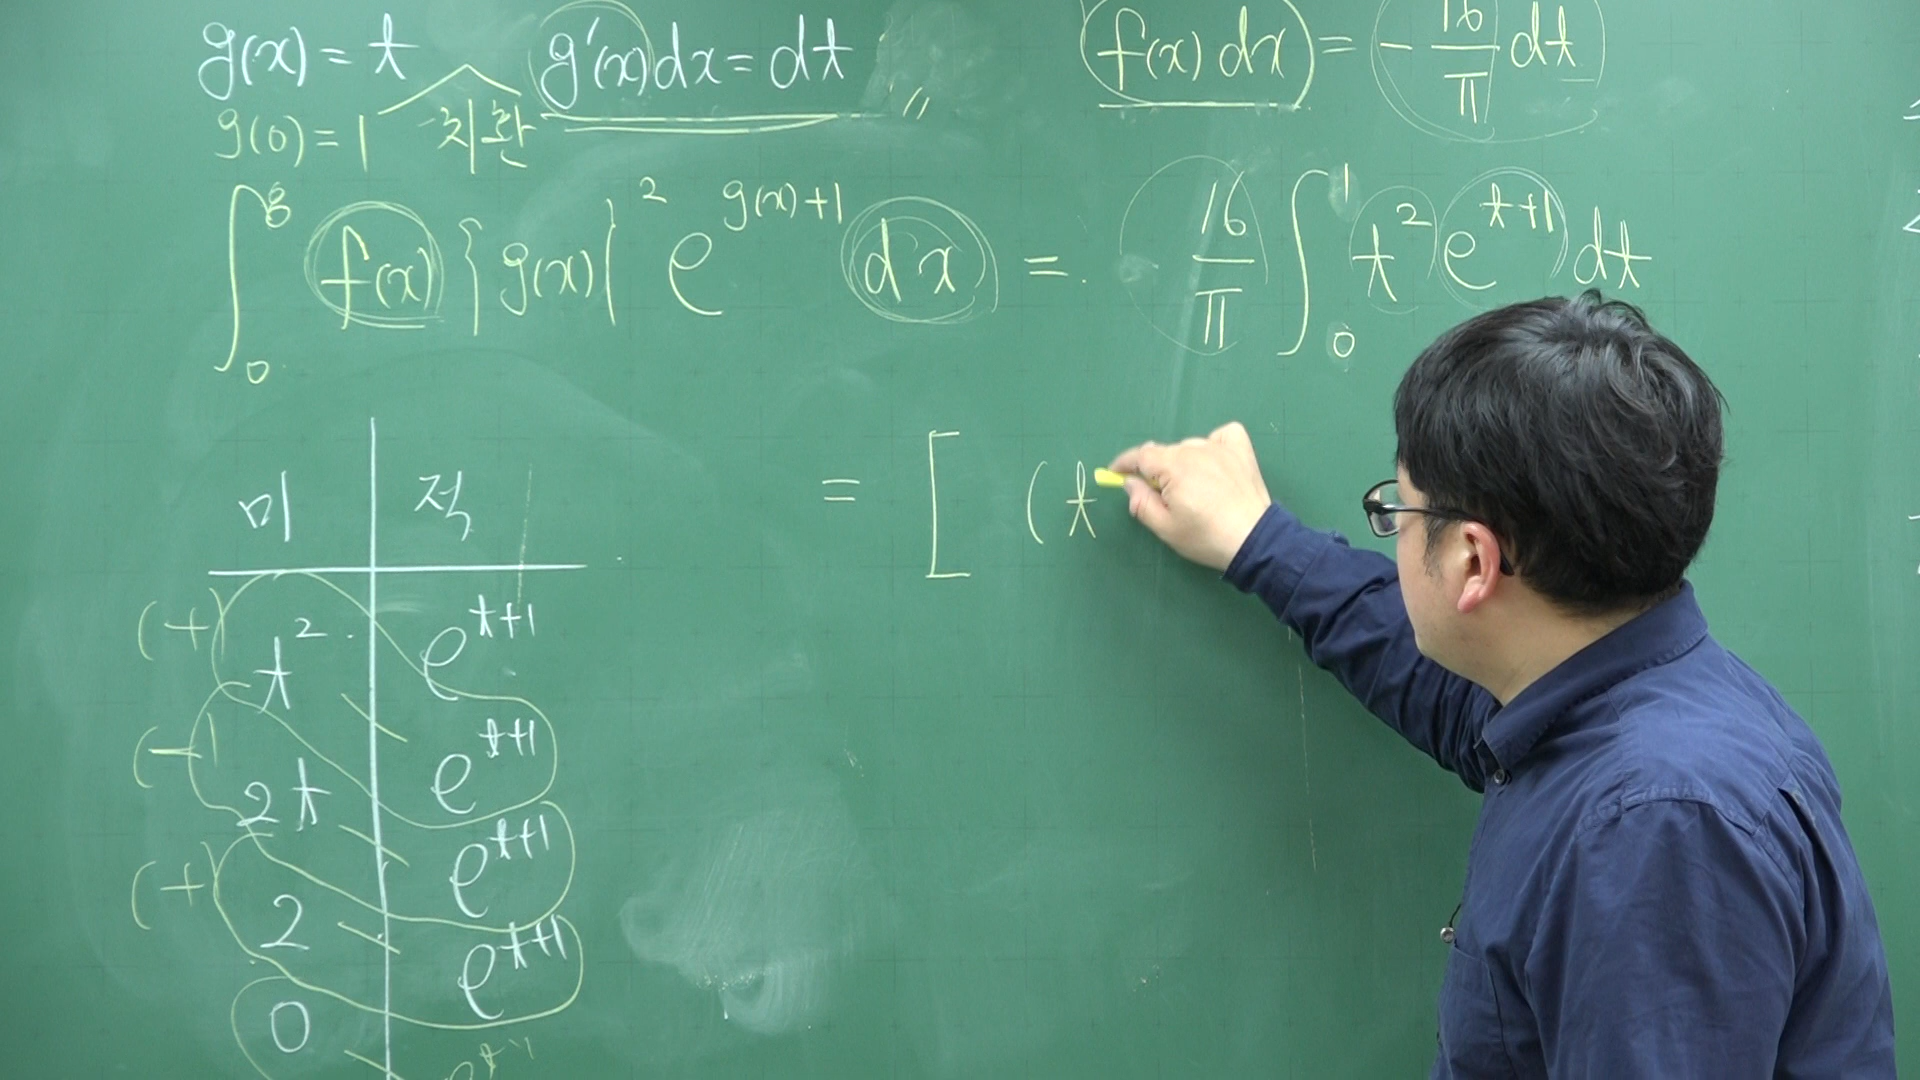 g(x) = t g'(x)dx = dt f(x) dx = - 16/π dt
g(0) = 1 치환
∫₀⁸ f(x) {g(x)}² e^(g(x)+1) dx = 16/π ∫₀¹ t² e^(t+1) dt
= [ (t
미 적
(+) t² e^(t+1)
(-) 2t e^(t+1)
(+) 2 e^(t+1)
0 e^(t+1)